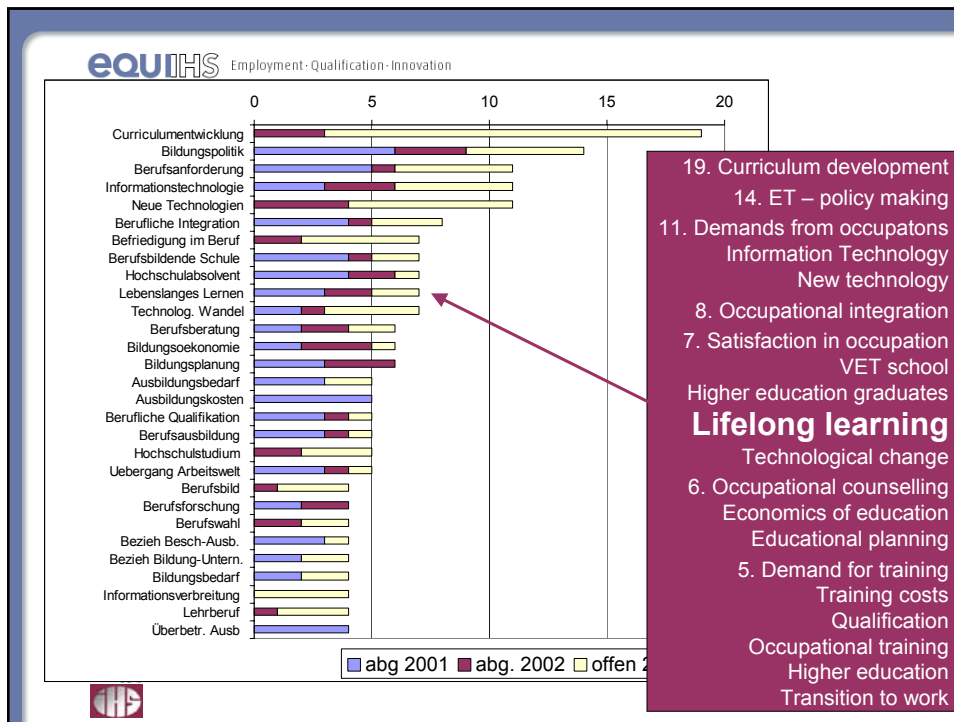 equiIHS Employment · Qualification · Innovation
0 5 10 15 20
Curriculumentwicklung
Bildungspolitik
Berufsanforderung
Informationstechnologie
Neue Technologien
Berufliche Integration
Befriedigung im Beruf
Berufsbildende Schule
Hochschulabsolvent
Lebenslanges Lernen
Technolog. Wandel
Berufsberatung
Bildungsoekonomie
Bildungsplanung
Ausbildungsbedarf
Ausbildungskosten
Berufliche Qualifikation
Berufsausbildung
Hochschulstudium
Uebergang Arbeitswelt
Berufsbild
Berufsforschung
Berufswahl
Bezieh Besch-Ausb.
Bezieh Bildung-Untern.
Bildungsbedarf
Informationsverbreitung
Lehrberuf
Überbetr. Ausb
abg 2001 abg. 2002 offen 2
19. Curriculum development
14. ET – policy making
11. Demands from occupatons
Information Technology
New technology
8. Occupational integration
7. Satisfaction in occupation
VET school
Higher education graduates
Lifelong learning
Technological change
6. Occupational counselling
Economics of education
Educational planning
5. Demand for training
Training costs
Qualification
Occupational training
Higher education
Transition to work
iHS